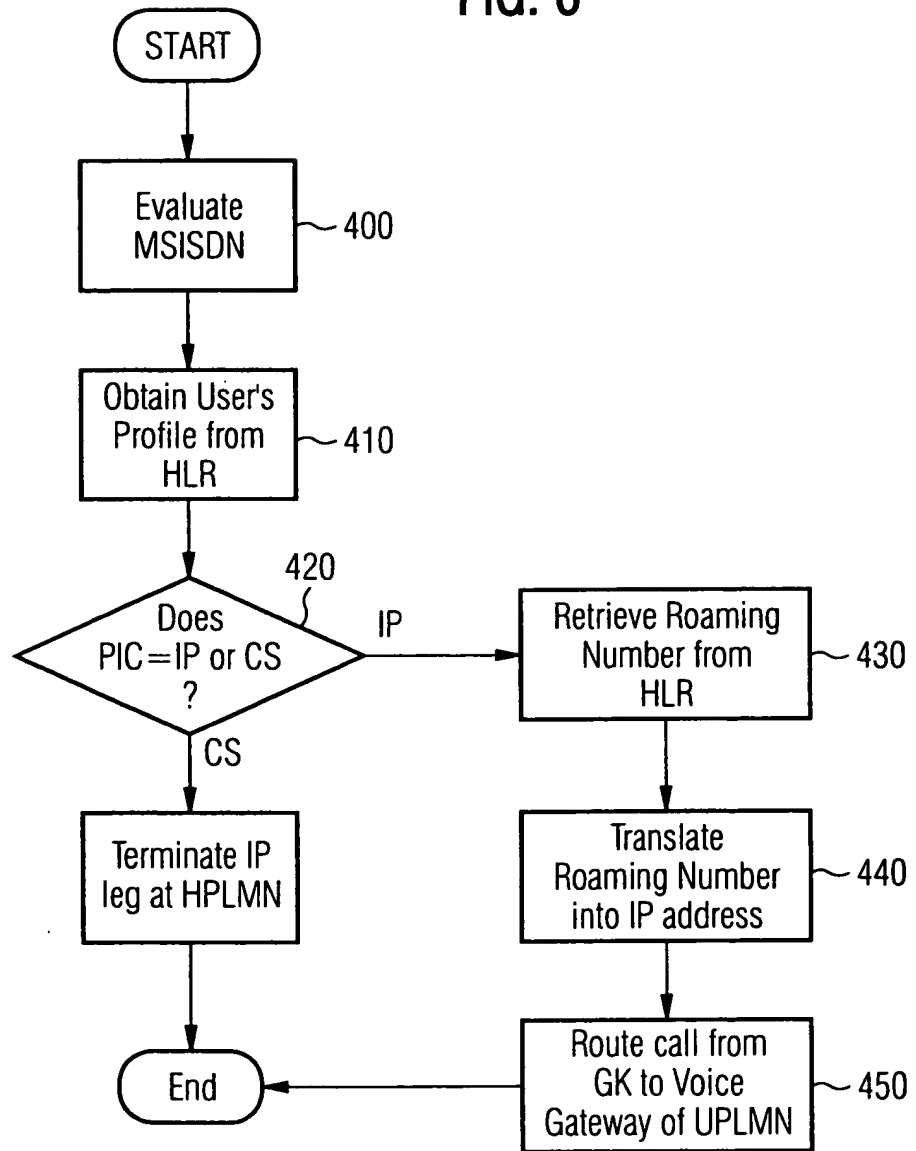 FIG. 6
START
Evaluate
MSISDN
400
Obtain User's
Profile from
HLR
410
420
Does
PIC=IP or CS
?
IP
CS
Retrieve Roaming
Number from
HLR
430
Terminate IP
leg at HPLMN
Translate
Roaming Number
into IP address
440
Route call from
GK to Voice
Gateway of UPLMN
450
End